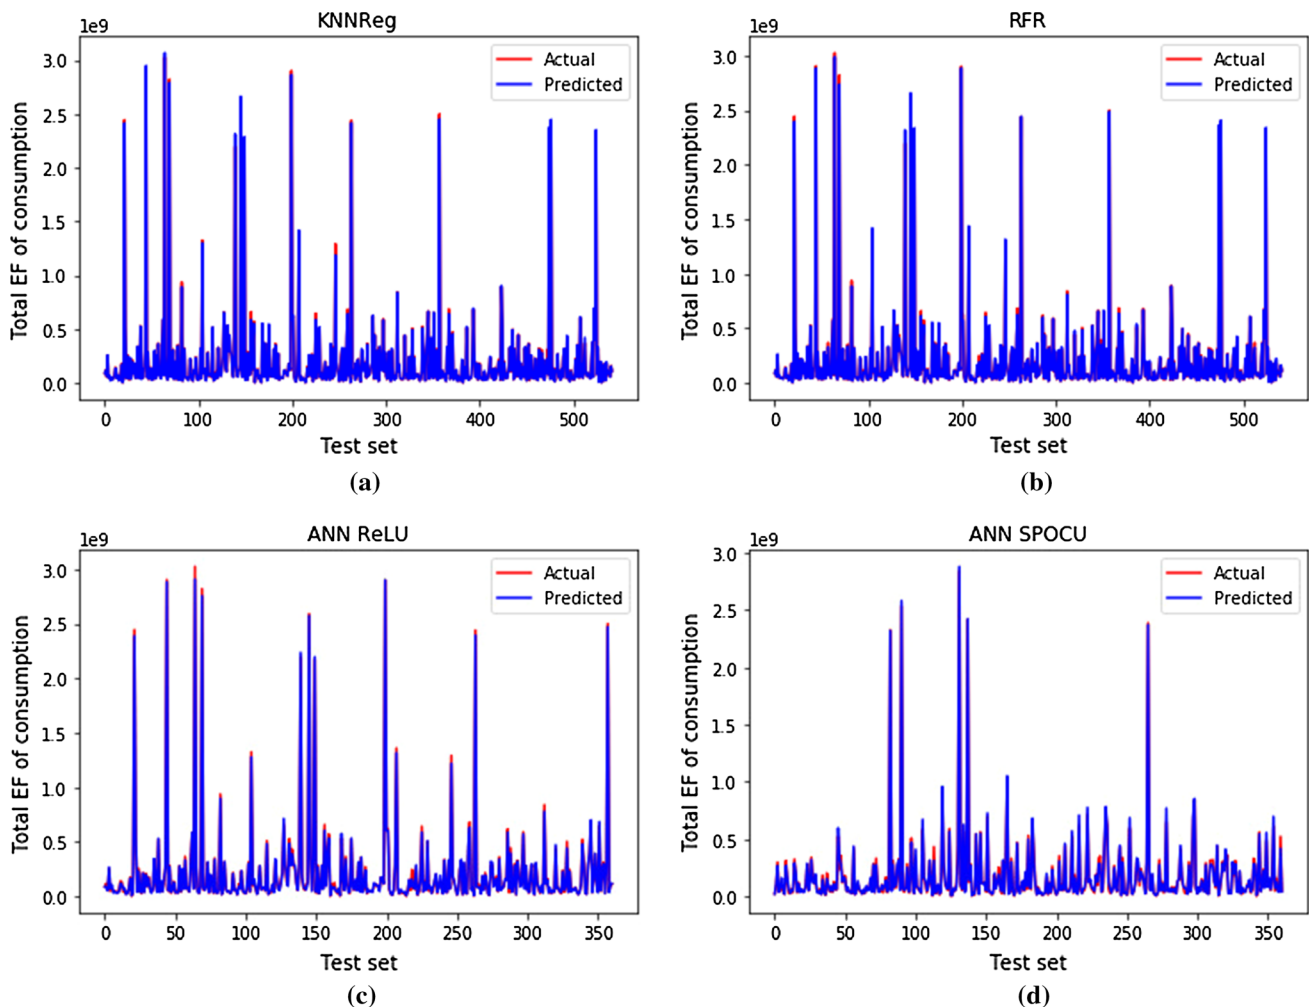 KNNReg
1e9
Actual
Predicted
3.0
2.5
2.0
1.5
1.0
0.5
0.0
Total EF of consumption
0 100 200 300 400 500
Test set
(a)
RFR
1e9
Actual
Predicted
3.0
2.5
2.0
1.5
1.0
0.5
0.0
Total EF of consumption
0 100 200 300 400 500
Test set
(b)
ANN ReLU
1e9
Actual
Predicted
3.0
2.5
2.0
1.5
1.0
0.5
0.0
Total EF of consumption
0 50 100 150 200 250 300 350
Test set
(c)
ANN SPOCU
1e9
Actual
Predicted
3.0
2.5
2.0
1.5
1.0
0.5
0.0
Total EF of consumption
0 50 100 150 200 250 300 350
Test set
(d)